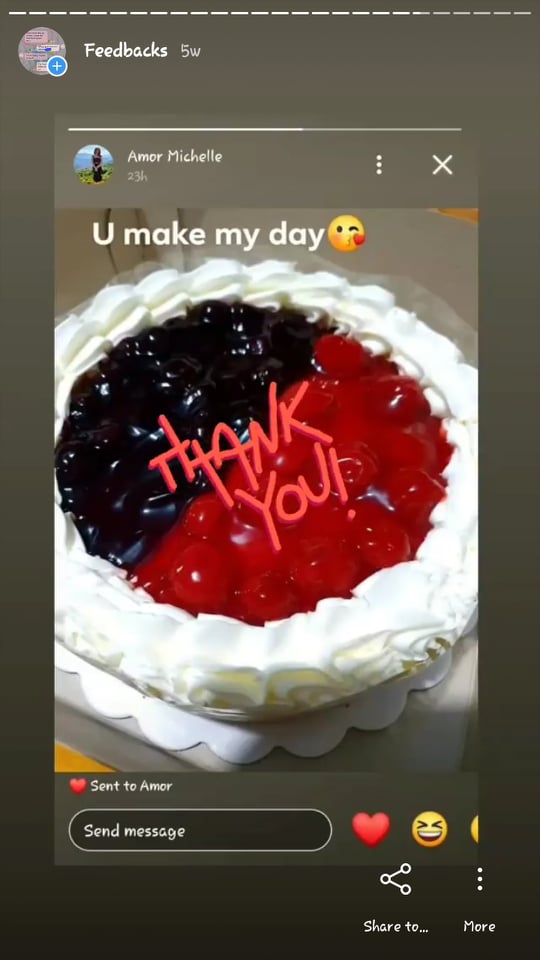 Feedbacks 5w
Amor Michelle
23h
U make my day😘
THANK
YOU!
❤️ Sent to Amor
Send message
Share to...
More